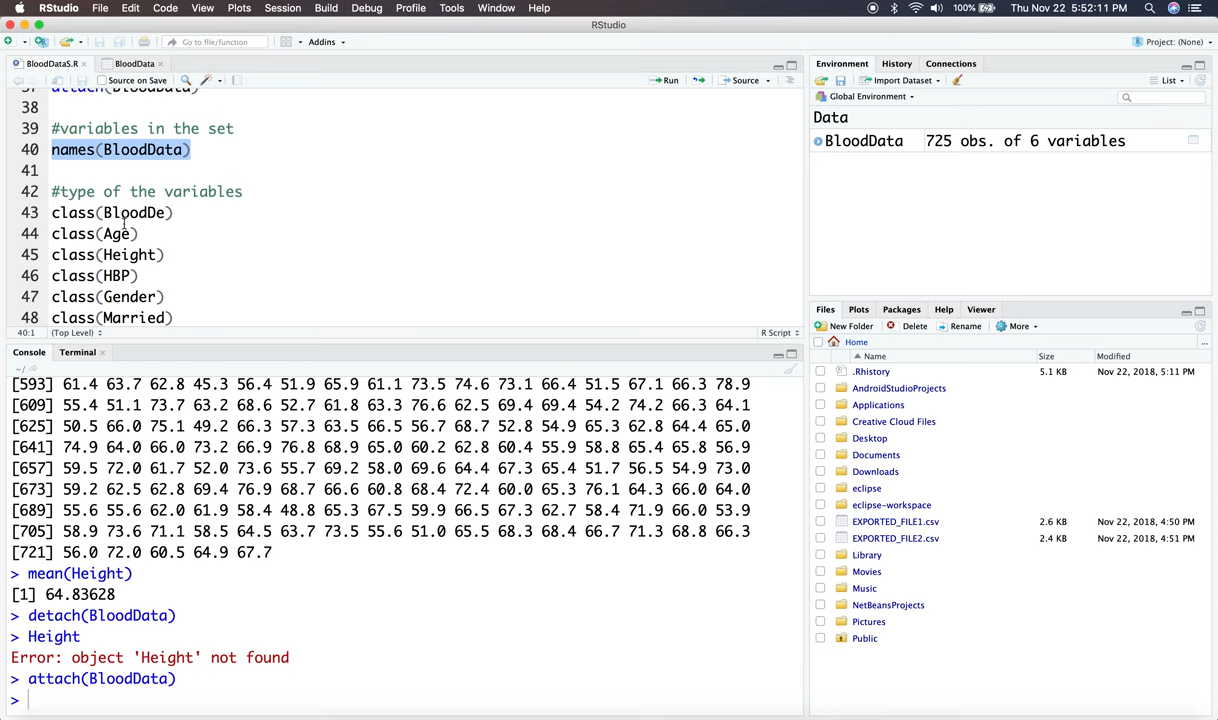 RStudio File Edit Code View Plots Session Build Debug Profile Tools Window Help 100% Thu Nov 22 5:52:11 PM
RStudio
Go to file/function Addins Project: (None)
BloodDataS.R BloodData
Source on Save Run Source
37 attach(BloodData)
38
39 #variables in the set
40 names(BloodData)
41
42 #type of the variables
43 class(BloodDe)
44 class(Age)
45 class(Height)
46 class(HBP)
47 class(Gender)
48 class(Married)
40:1 (Top Level) R Script
Console Terminal
~/
[593] 61.4 63.7 62.8 45.3 56.4 51.9 65.9 61.1 73.5 74.6 73.1 66.4 51.5 67.1 66.3 78.9
[609] 55.4 51.1 73.7 63.2 68.6 52.7 61.8 63.3 76.6 62.5 69.4 69.4 54.2 74.2 66.3 64.1
[625] 50.5 66.0 75.1 49.2 66.3 57.3 63.5 66.5 56.7 68.7 52.8 54.9 65.3 62.8 64.4 65.0
[641] 74.9 64.0 66.0 73.2 66.9 76.8 68.9 65.0 60.2 62.8 60.4 55.9 58.8 65.4 65.8 56.9
[657] 59.5 72.0 61.7 52.0 73.6 55.7 69.2 58.0 69.6 64.4 67.3 65.4 51.7 56.5 54.9 73.0
[673] 59.2 62.5 62.8 69.4 76.9 68.7 66.6 60.8 68.4 72.4 60.0 65.3 76.1 64.3 66.0 64.0
[689] 55.6 55.6 62.0 61.9 58.4 48.8 65.3 67.5 59.9 66.5 67.3 62.7 58.4 71.9 66.0 53.9
[705] 58.9 73.6 71.1 58.5 64.5 63.7 73.5 55.6 51.0 65.5 68.3 68.4 66.7 71.3 68.8 66.3
[721] 56.0 72.0 60.5 64.9 67.7
> mean(Height)
[1] 64.83628
> detach(BloodData)
> Height
Error: object 'Height' not found
> attach(BloodData)
>
Environment History Connections
Import Dataset List
Global Environment
Data
BloodData 725 obs. of 6 variables
Files Plots Packages Help Viewer
New Folder Delete Rename More
Home ...
Name Size Modified
.Rhistory 5.1 KB Nov 22, 2018, 5:11 PM
AndroidStudioProjects
Applications
Creative Cloud Files
Desktop
Documents
Downloads
eclipse
eclipse-workspace
EXPORTED_FILE1.csv 2.6 KB Nov 22, 2018, 4:50 PM
EXPORTED_FILE2.csv 2.4 KB Nov 22, 2018, 4:51 PM
Library
Movies
Music
NetBeansProjects
Pictures
Public